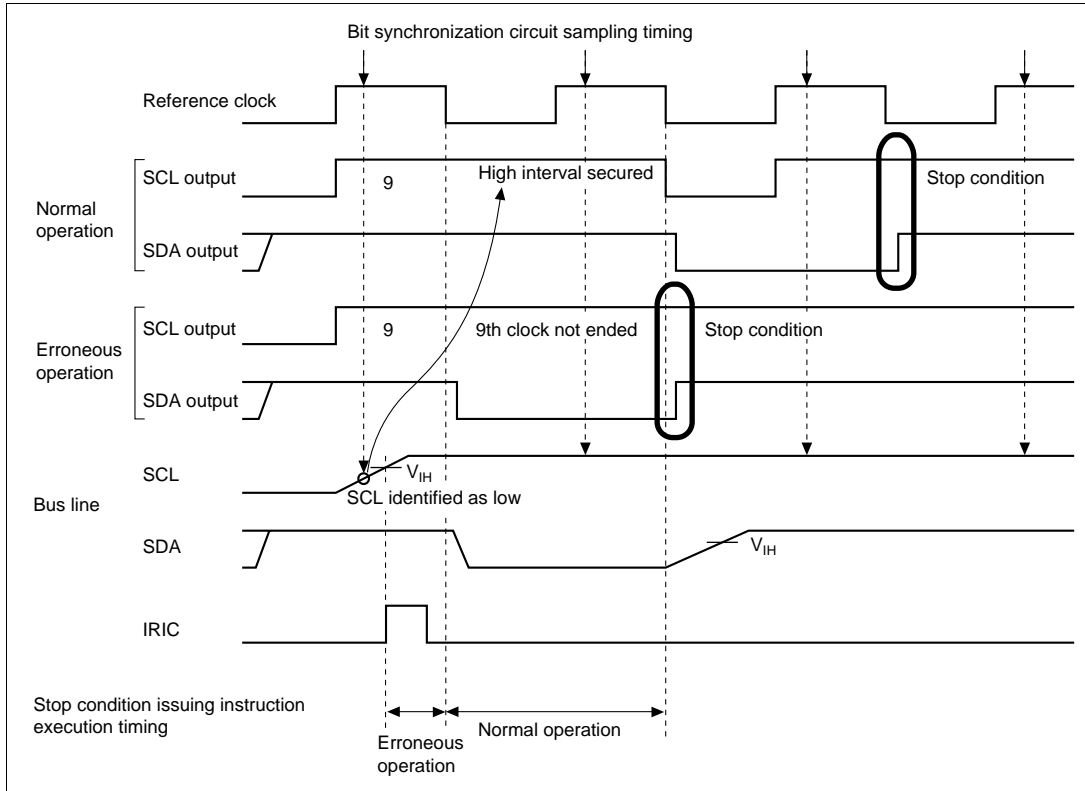 Bit synchronization circuit sampling timing
Reference clock
Normal
operation
SCL output
9
High interval secured
Stop condition
SDA output
Erroneous
operation
SCL output
9
9th clock not ended
Stop condition
SDA output
Bus line
SCL
VIH
SCL identified as low
SDA
VIH
IRIC
Stop condition issuing instruction
execution timing
Normal operation
Erroneous
operation